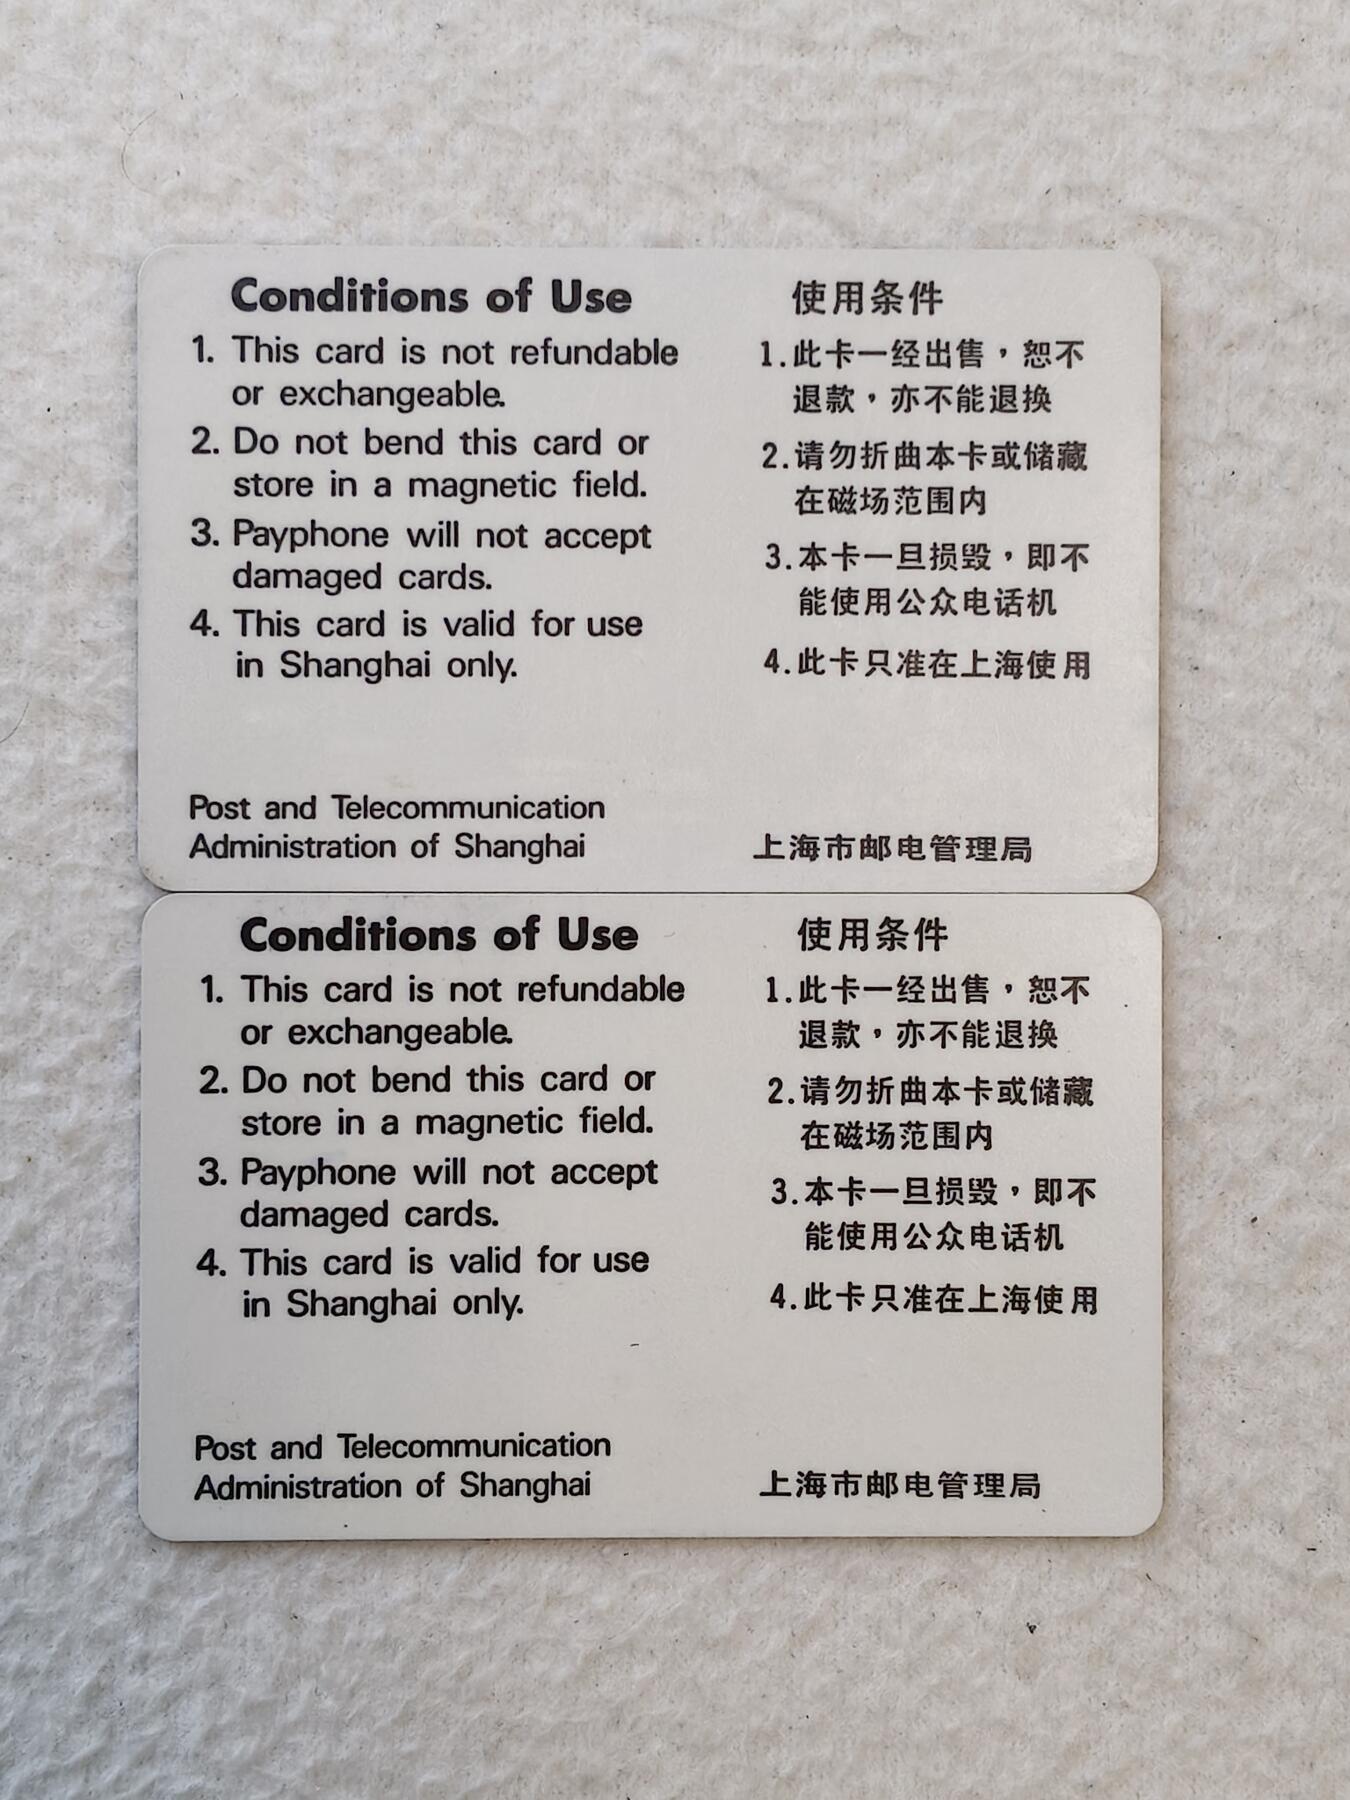 Conditions of Use
1. This card is not refundable
or exchangeable.
2. Do not bend this card or
store in a magnetic field.
3. Payphone will not accept
damaged cards.
4. This card is valid for use
in Shanghai only.
Post and Telecommunication
Administration of Shanghai
使用条件
1.此卡一经出售，恕不
退款，亦不能退换
2.请勿折曲本卡或储藏
在磁场范围内
3.本卡一旦损毁，即不
能使用公众电话机
4.此卡只准在上海使用
上海市邮电管理局
Conditions of Use
1. This card is not refundable
or exchangeable.
2. Do not bend this card or
store in a magnetic field.
3. Payphone will not accept
damaged cards.
4. This card is valid for use
in Shanghai only.
Post and Telecommunication
Administration of Shanghai
使用条件
1.此卡一经出售，恕不
退款，亦不能退换
2.请勿折曲本卡或储藏
在磁场范围内
3.本卡一旦损毁，即不
能使用公众电话机
4.此卡只准在上海使用
上海市邮电管理局